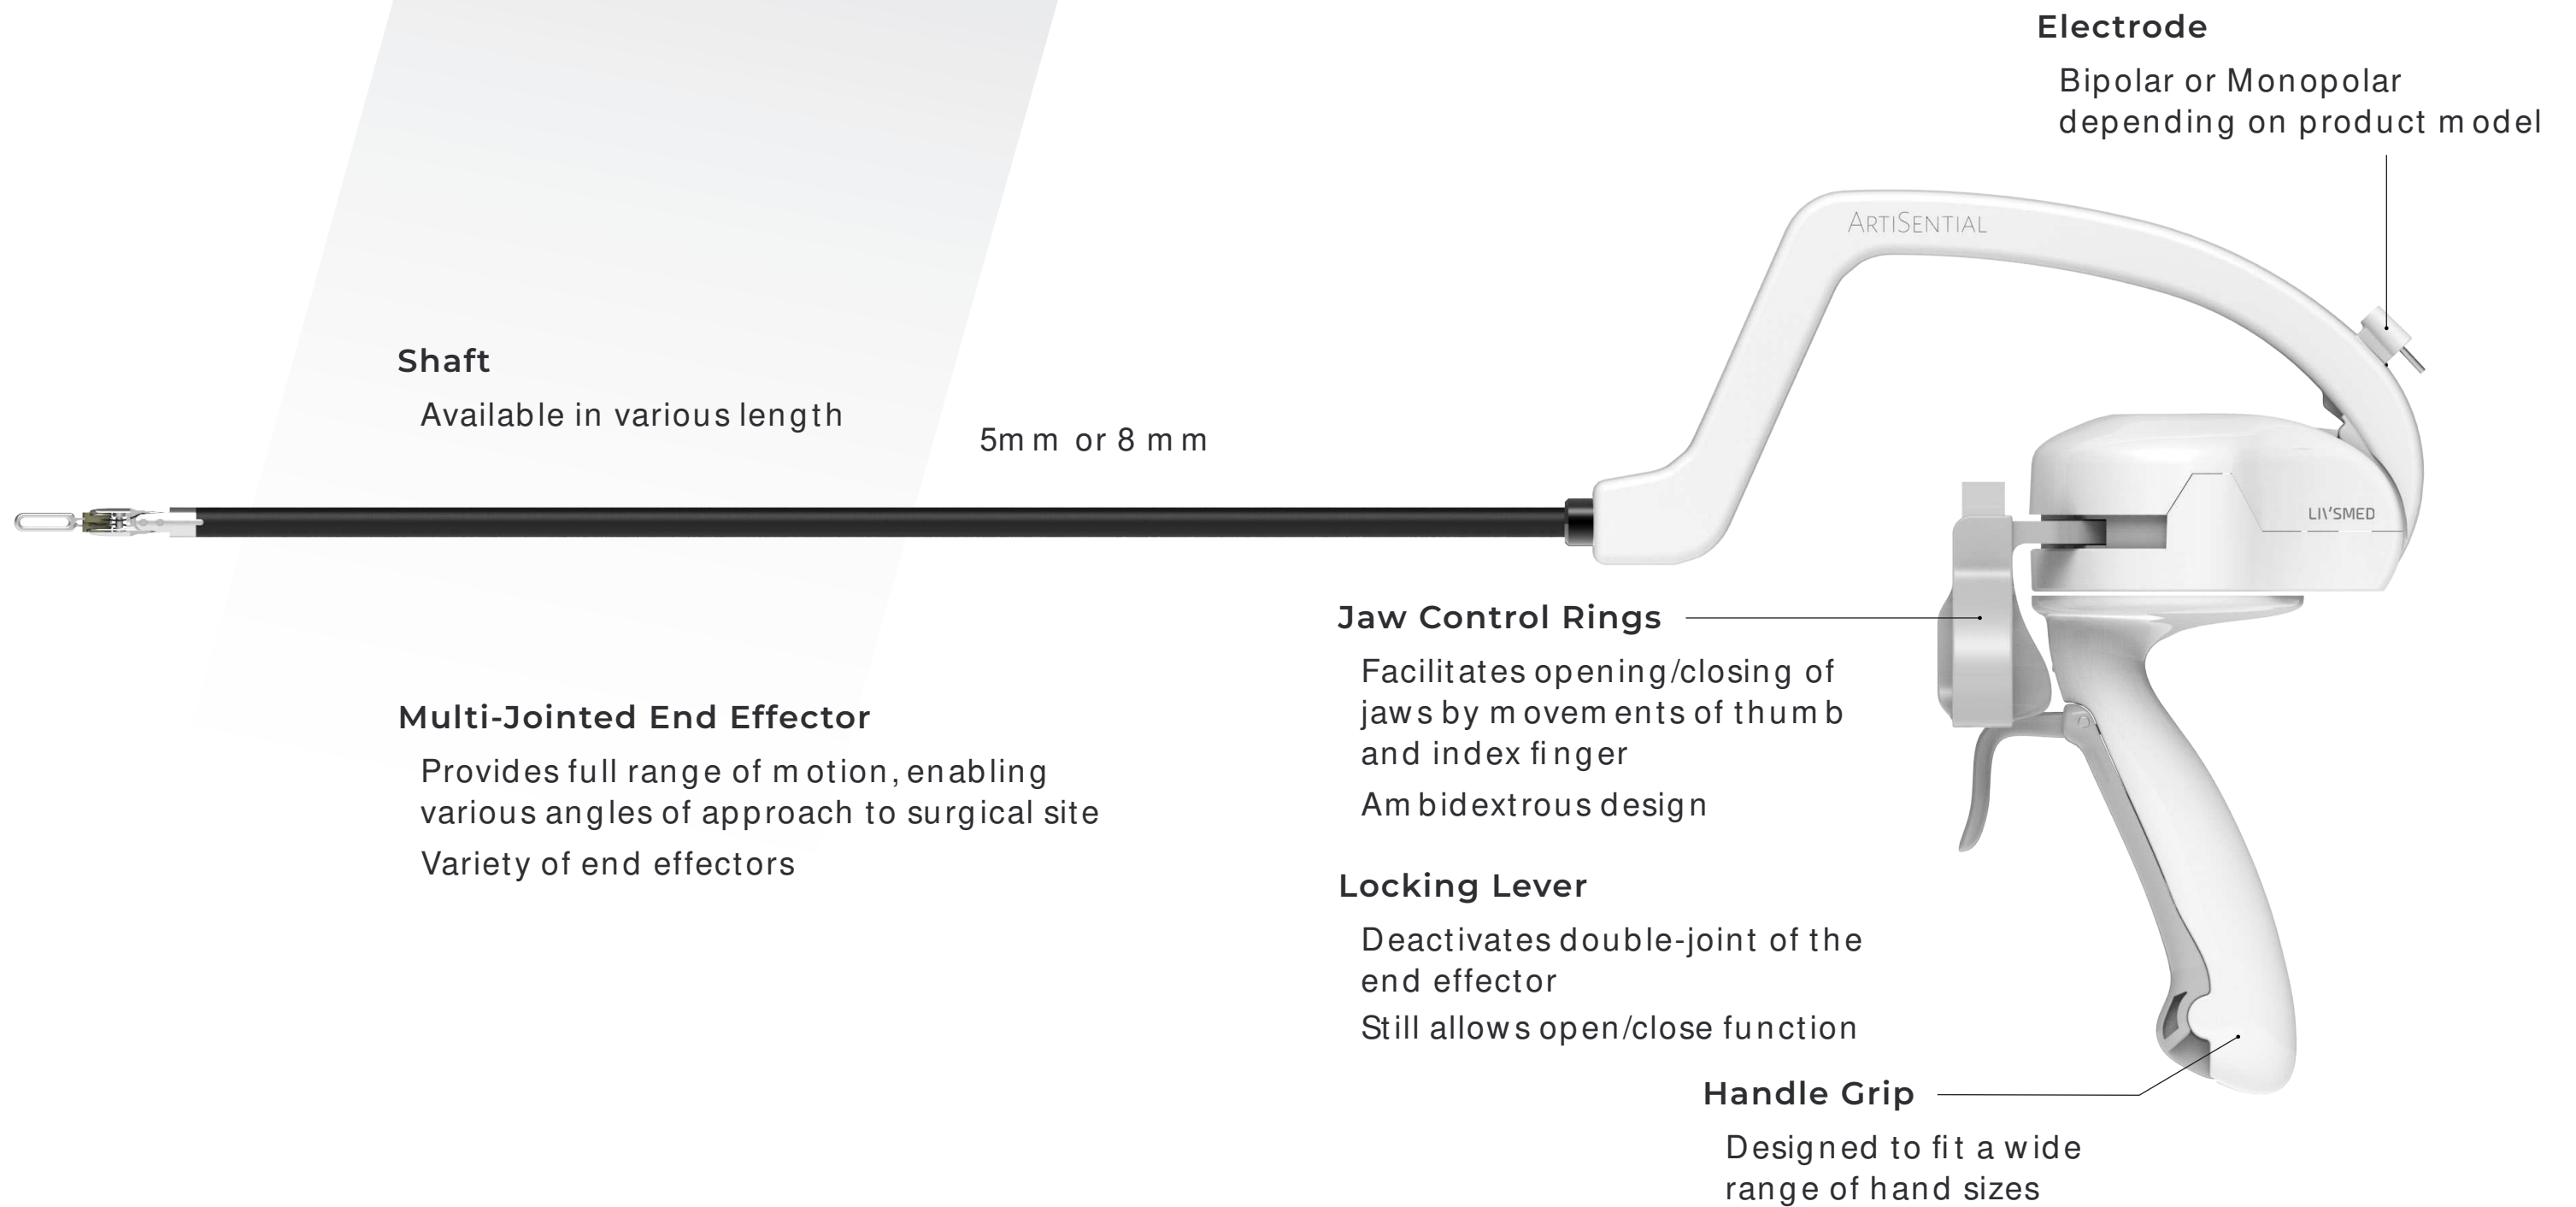 Electrode
Bipolar or Monopolar
depending on product model
ARTISENTIAL
Shaft
Available in various length
5mm or 8 mm
LIV'SMED
Jaw Control Rings
Facilitates opening/closing of
jaws by movements of thumb
and index finger
Ambidextrous design
Multi-Jointed End Effector
Provides full range of motion, enabling
various angles of approach to surgical site
Variety of end effectors
Locking Lever
Deactivates double-joint of the
end effector
Still allows open/close function
Handle Grip
Designed to fit a wide
range of hand sizes